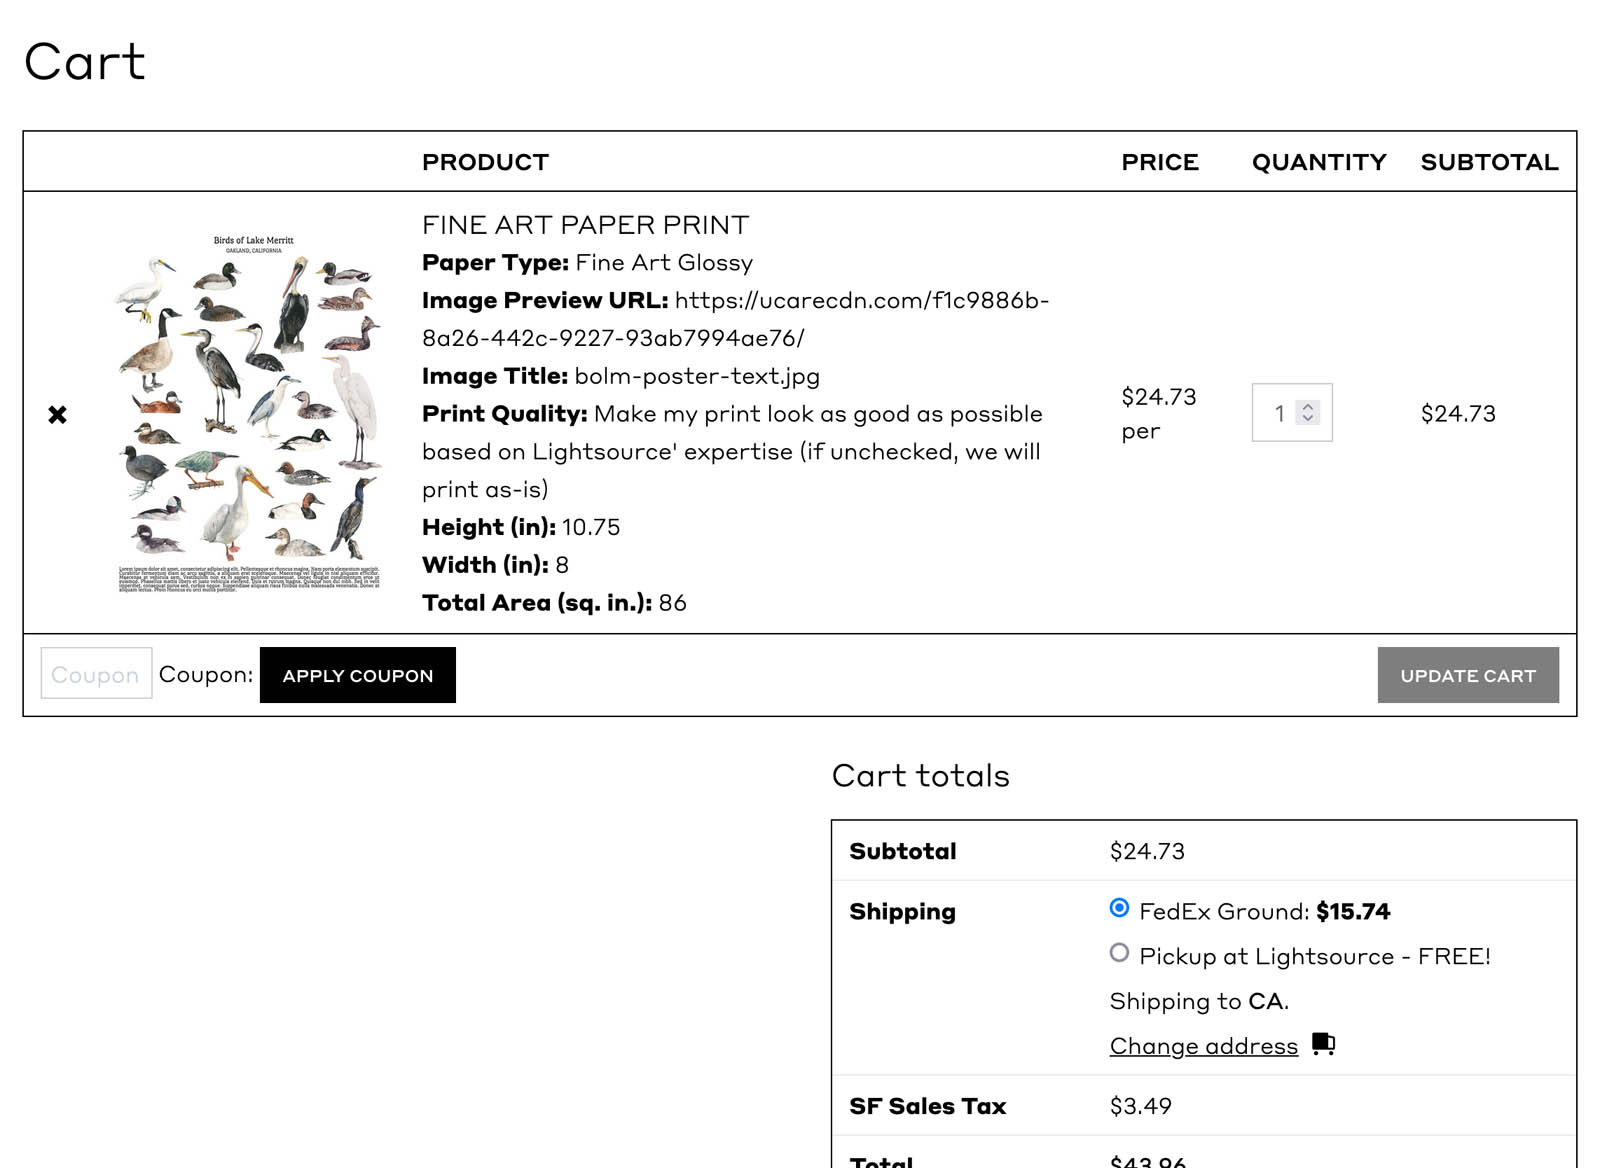 Cart
PRODUCT PRICE QUANTITY SUBTOTAL
Birds of Lake Merritt
OAKLAND, CALIFORNIA
FINE ART PAPER PRINT
Paper Type: Fine Art Glossy
Image Preview URL: https://ucarecdn.com/f1c9886b-
8a26-442c-9227-93ab7994ae76/
Image Title: bolm-poster-text.jpg
Print Quality: Make my print look as good as possible
based on Lightsource' expertise (if unchecked, we will
print as-is)
Height (in): 10.75
Width (in): 8
Total Area (sq. in.): 86
$24.73
per
1
$24.73
Coupon Coupon: APPLY COUPON UPDATE CART
Cart totals
Subtotal $24.73
Shipping FedEx Ground: $15.74
Pickup at Lightsource - FREE!
Shipping to CA.
Change address
SF Sales Tax $3.49
Total $43.96